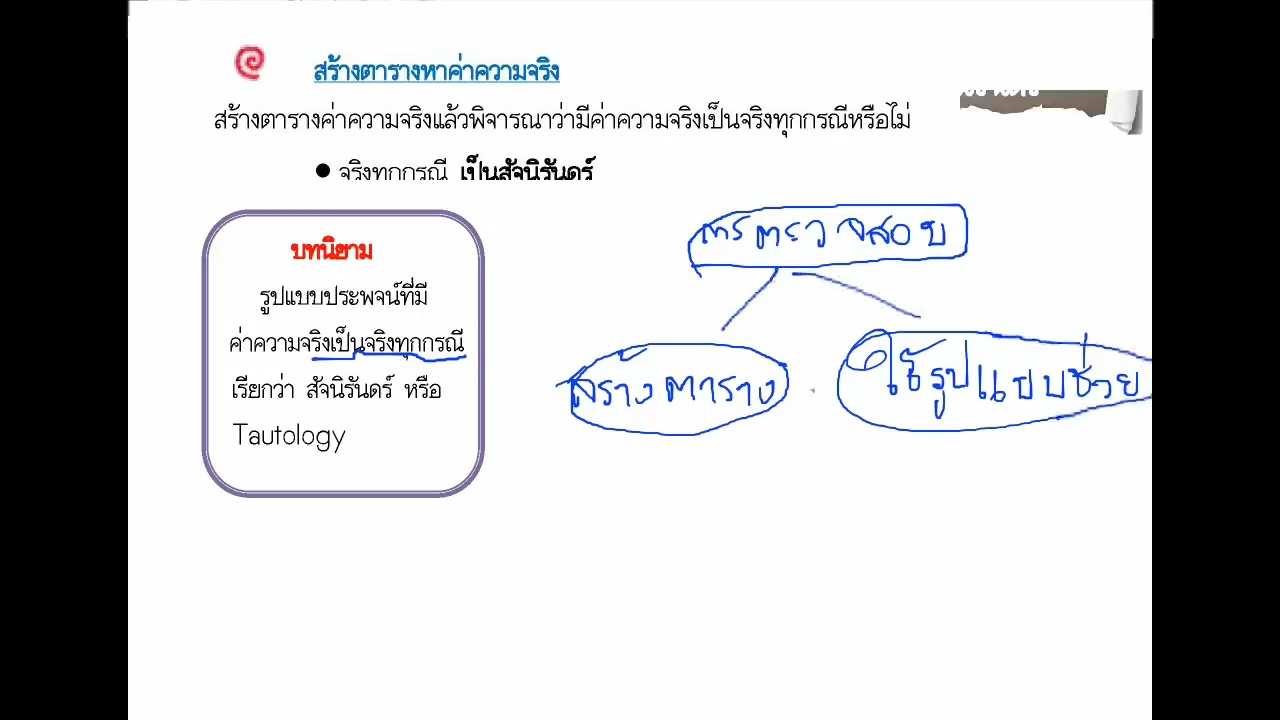 สร้างตารางหาค่าความจริง
สร้างตารางค่าความจริงแล้วพิจารณาว่ามีค่าความจริงเป็นจริงทุกกรณีหรือไม่
● จริงทุกกรณี เป็นสัจนิรันดร์
บทนิยาม
รูปแบบประพจน์ที่มี
ค่าความจริงเป็นจริงทุกกรณี
เรียกว่า สัจนิรันดร์ หรือ
Tautology
การตรวจสอบ
สร้างตาราง
ใช้รูปแบบช่วย